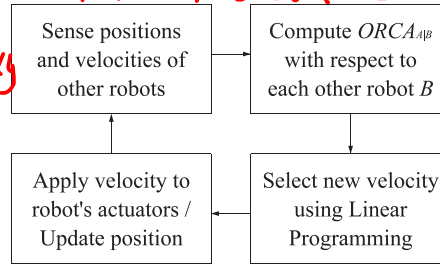 Sense positions
and velocities of
other robots
Compute ORCA_{A|B}
with respect to
each other robot B
Apply velocity to
robot's actuators /
Update position
Select new velocity
using Linear
Programming